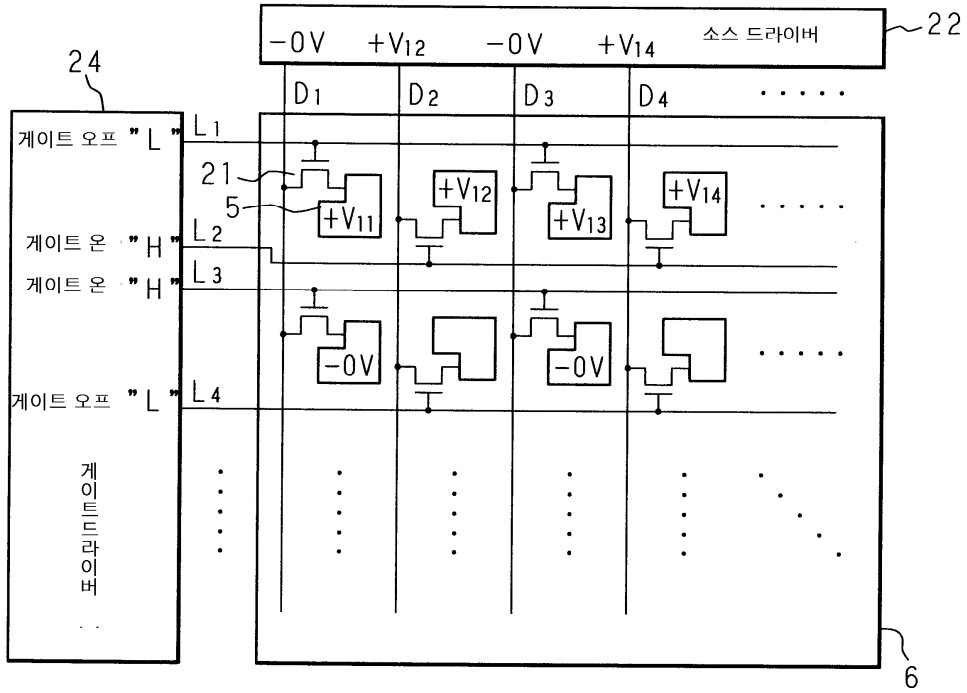 소스 드라이버
22
-0V +V12 -0V +V14
24
D1 D2 D3 D4 ·····
게이트 오프 "L" L1
21
5
+V11 +V12 +V13 +V14 ·····
게이트 온 "H" L2
게이트 온 "H" L3
-0V -0V ·····
게이트 오프 "L" L4
게이트드라이버
6